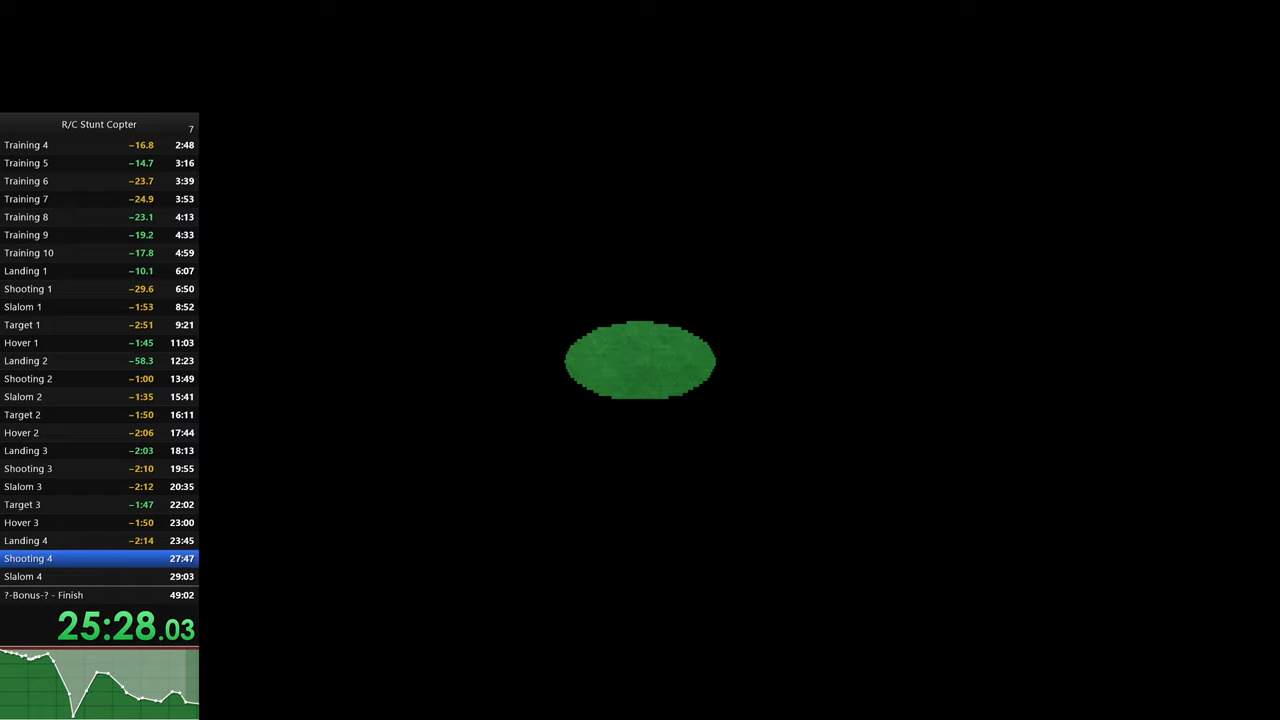 R/C Stunt Copter
7
Training 4 −16.8 2:48
Training 5 −14.7 3:16
Training 6 −23.7 3:39
Training 7 −24.9 3:53
Training 8 −23.1 4:13
Training 9 −19.2 4:33
Training 10 −17.8 4:59
Landing 1 −10.1 6:07
Shooting 1 −29.6 6:50
Slalom 1 −1:53 8:52
Target 1 −2:51 9:21
Hover 1 −1:45 11:03
Landing 2 −58.3 12:23
Shooting 2 −1:00 13:49
Slalom 2 −1:35 15:41
Target 2 −1:50 16:11
Hover 2 −2:06 17:44
Landing 3 −2:03 18:13
Shooting 3 −2:10 19:55
Slalom 3 −2:12 20:35
Target 3 −1:47 22:02
Hover 3 −1:50 23:00
Landing 4 −2:14 23:45
Shooting 4 27:47
Slalom 4 29:03
?-Bonus-? - Finish 49:02
25:28.03